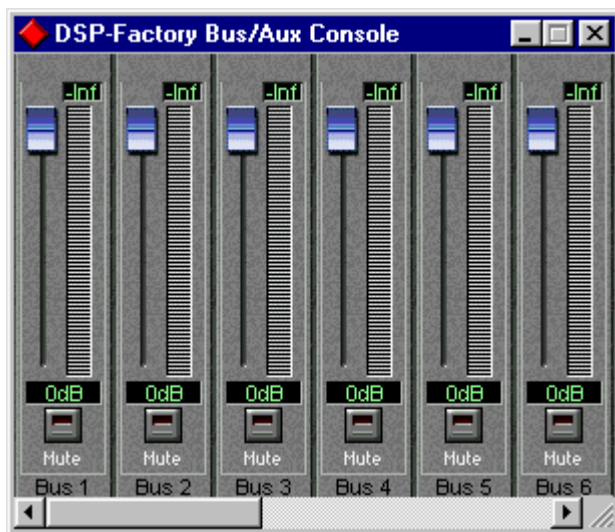 DSP-Factory Bus/Aux Console
-Inf -Inf -Inf -Inf -Inf -Inf
0dB 0dB 0dB 0dB 0dB 0dB
Mute Mute Mute Mute Mute Mute
Bus 1 Bus 2 Bus 3 Bus 4 Bus 5 Bus 6